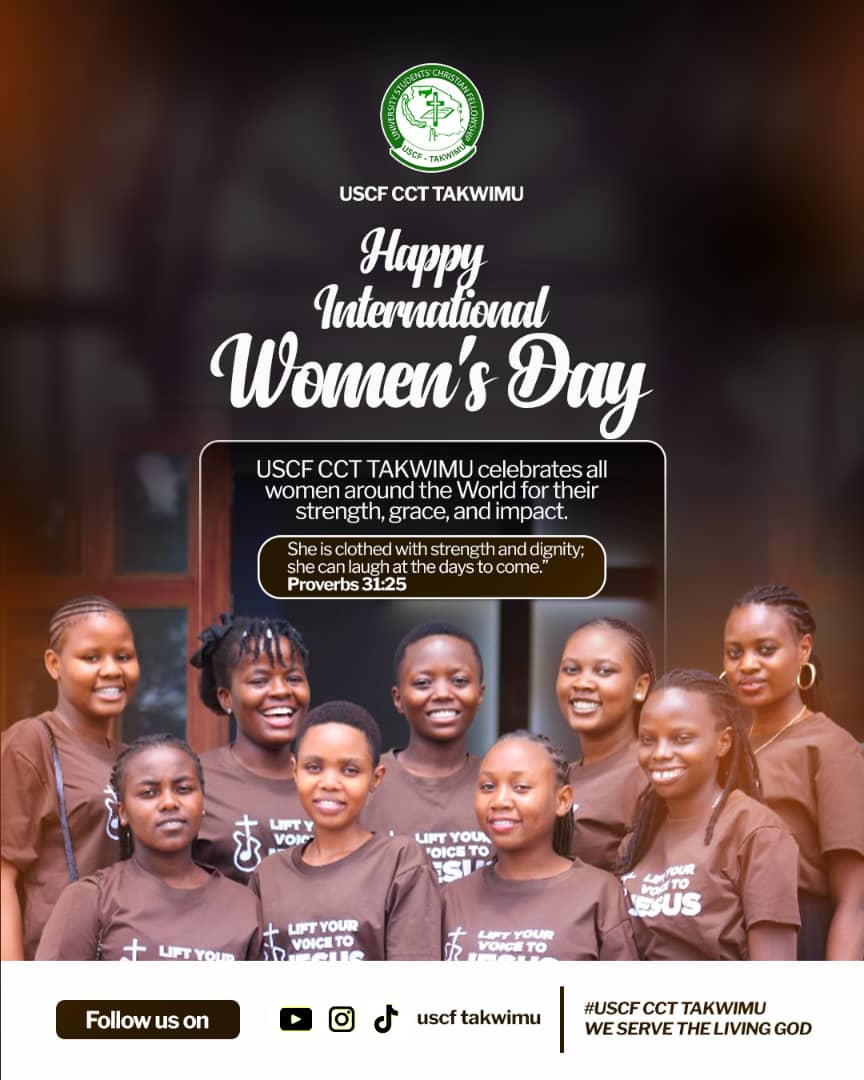 UNIVERSITY STUDENTS' CHRISTIAN FELLOWSHIP
USCF - TAKWIMU
USCF CCT TAKWIMU
Happy
International
Women's Day
USCF CCT TAKWIMU celebrates all
women around the World for their
strength, grace, and impact.
She is clothed with strength and dignity;
she can laugh at the days to come."
Proverbs 31:25
LIFT Y
VOIC
LIFT YOUR
VOICE TO
JESUS
LIFT YOUR
VOICE TO
JESUS
LIFT YOUR
VOICE TO
JESUS
LIFT YOUR
VOICE TO
JESUS
LIFT YOUR
Follow us on
uscf takwimu
#USCF CCT TAKWIMU
WE SERVE THE LIVING GOD